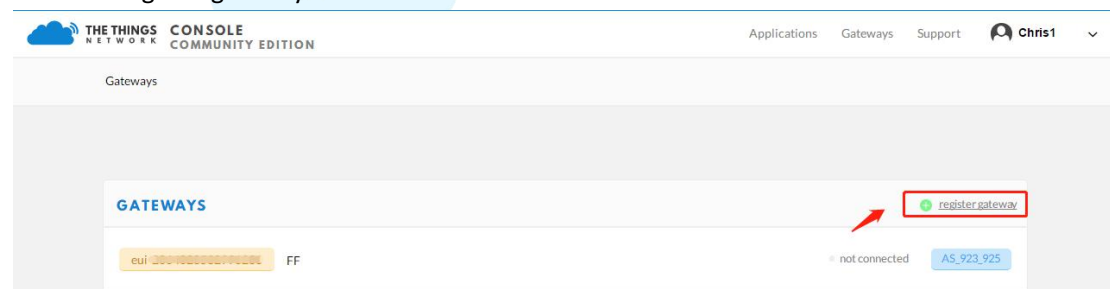 THE THINGS NETWORK CONSOLE COMMUNITY EDITION
Applications Gateways Support Chris1
Gateways
GATEWAYS register gateway
eui FF not connected AS_923_925